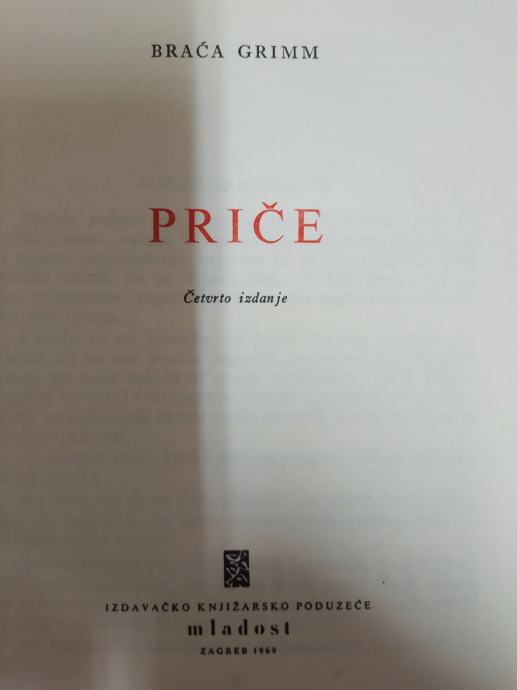 BRAĆA GRIMM
PRIČE
Četvrto izdanje
IZDAVAČKO KNJIŽARSKO PODUZEĆE
mladost
ZAGREB 1969